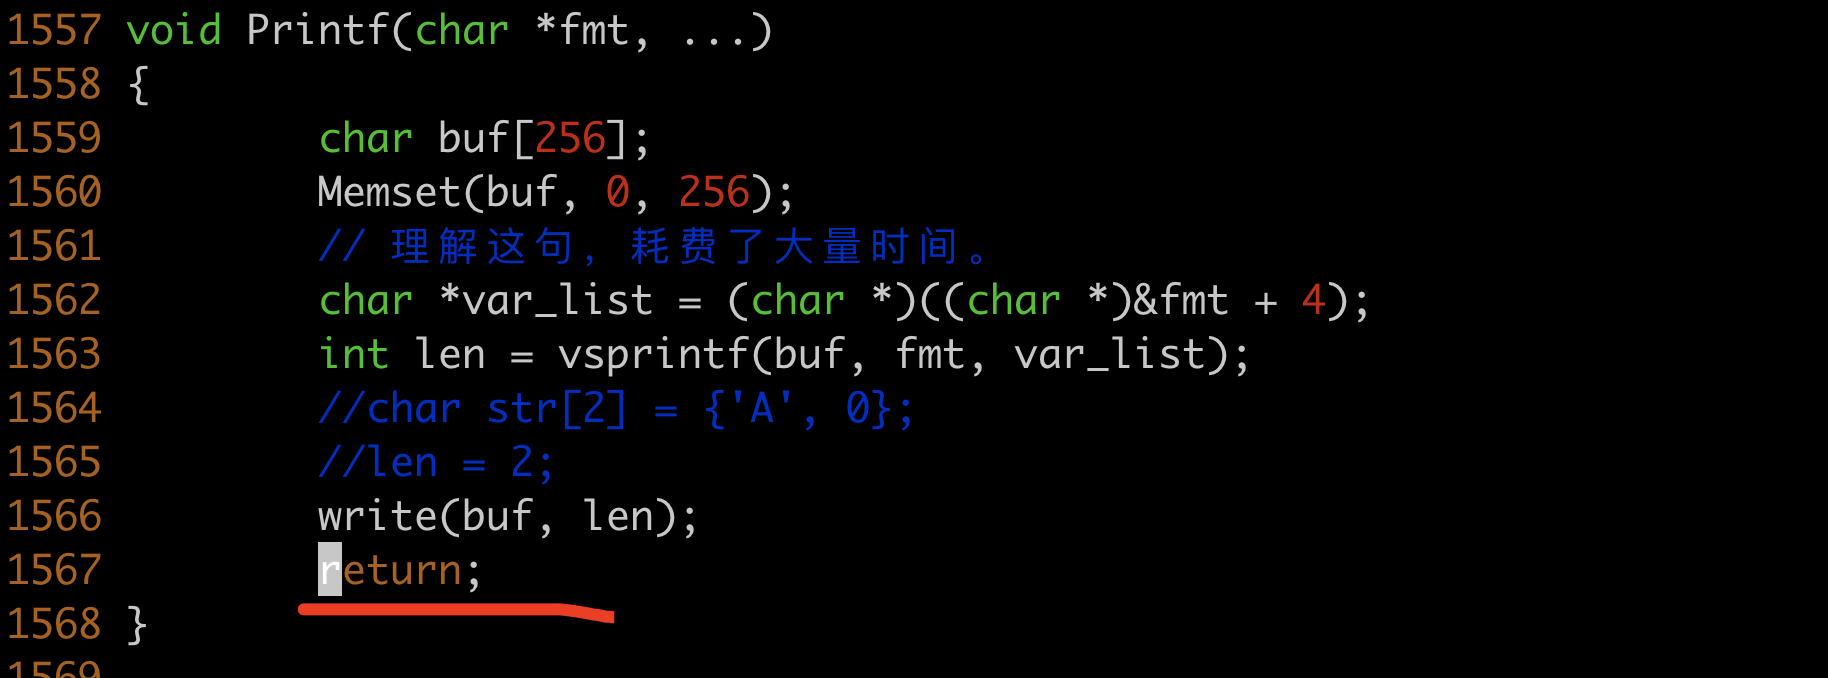 1557 void Printf(char *fmt, ...)
1558 {
1559         char buf[256];
1560         Memset(buf, 0, 256);
1561         // 理解这句，耗费了大量时间。
1562         char *var_list = (char *)((char *)&fmt + 4);
1563         int len = vsprintf(buf, fmt, var_list);
1564         //char str[2] = {'A', 0};
1565         //len = 2;
1566         write(buf, len);
1567         return;
1568 }
1569